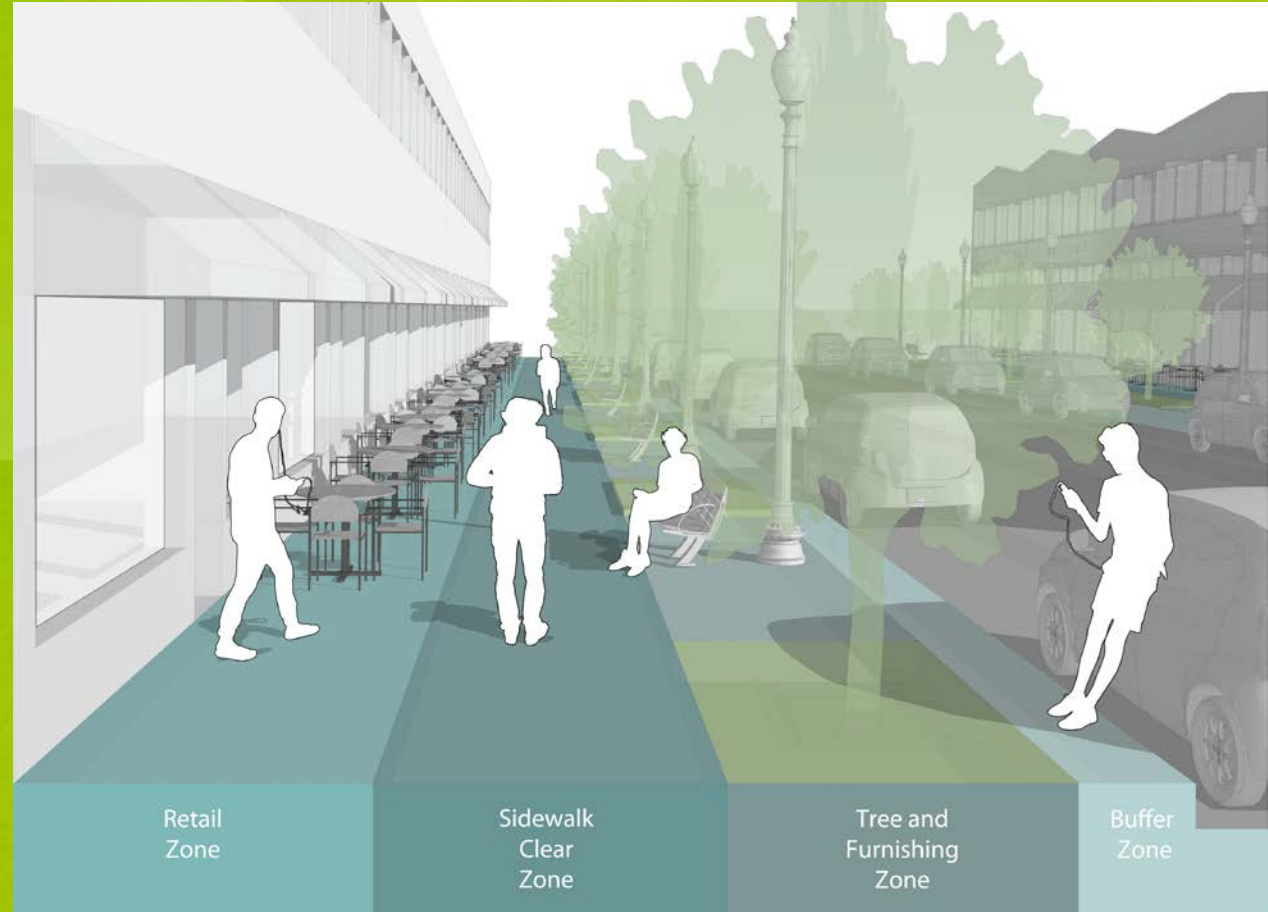 Retail
Zone
Sidewalk
Clear
Zone
Tree and
Furnishing
Zone
Buffer
Zone